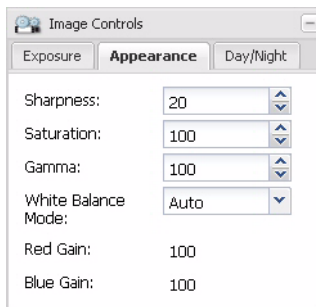 Image Controls
Exposure Appearance Day/Night
Sharpness: 20
Saturation: 100
Gamma: 100
White Balance Mode: Auto
Red Gain: 100
Blue Gain: 100